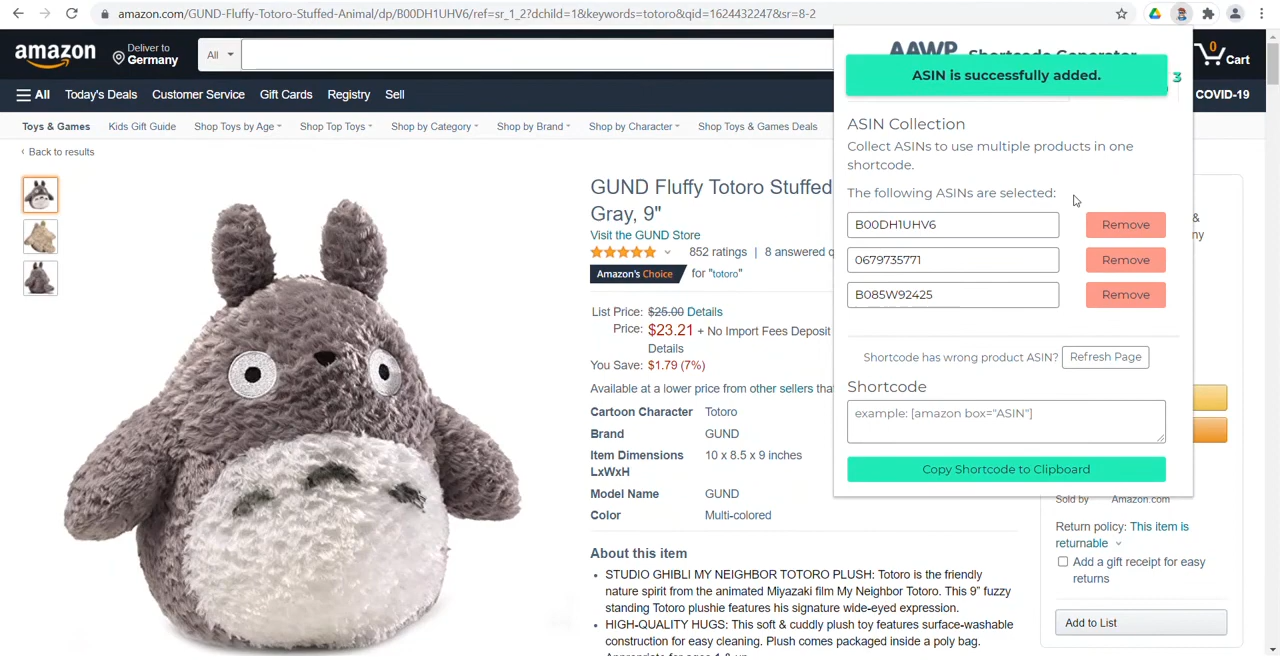 amazon.com/GUND-Fluffy-Totoro-Stuffed-Animal/dp/B00DH1UHV6/ref=sr_1_2?dchild=1&keywords=totoro&qid=1624432247&sr=8-2
amazon
Deliver to
Germany
All
0
Cart
All
Today's Deals
Customer Service
Gift Cards
Registry
Sell
COVID-19
Toys & Games
Kids Gift Guide
Shop Toys by Age
Shop Top Toys
Shop by Category
Shop by Brand
Shop by Character
Shop Toys & Games Deals
‹ Back to results
GUND Fluffy Totoro Stuffed
Gray, 9"
Visit the GUND Store
852 ratings | 8 answered q
Amazon's Choice for "totoro"
List Price: $25.00 Details
Price: $23.21 + No Import Fees Deposit
Details
You Save: $1.79 (7%)
Available at a lower price from other sellers tha
Cartoon Character Totoro
Brand GUND
Item Dimensions 10 x 8.5 x 9 inches
LxWxH
Model Name GUND
Color Multi-colored
About this item
• STUDIO GHIBLI MY NEIGHBOR TOTORO PLUSH: Totoro is the friendly
nature spirit from the animated Miyazaki film My Neighbor Totoro. This 9” fuzzy
standing Totoro plushie features his signature wide-eyed expression.
• HIGH-QUALITY HUGS: This soft & cuddly plush toy features surface-washable
construction for easy cleaning. Plush comes packaged inside a poly bag.
AAWP Shortcode Generator
ASIN is successfully added.
3
ASIN Collection
Collect ASINs to use multiple products in one
shortcode.
The following ASINs are selected:
B00DH1UHV6 Remove
0679735771 Remove
B085W92425 Remove
Shortcode has wrong product ASIN? Refresh Page
Shortcode
example: [amazon box="ASIN"]
Copy Shortcode to Clipboard
&
ny
Sold by Amazon.com
Return policy: This item is
returnable
Add a gift receipt for easy
returns
Add to List